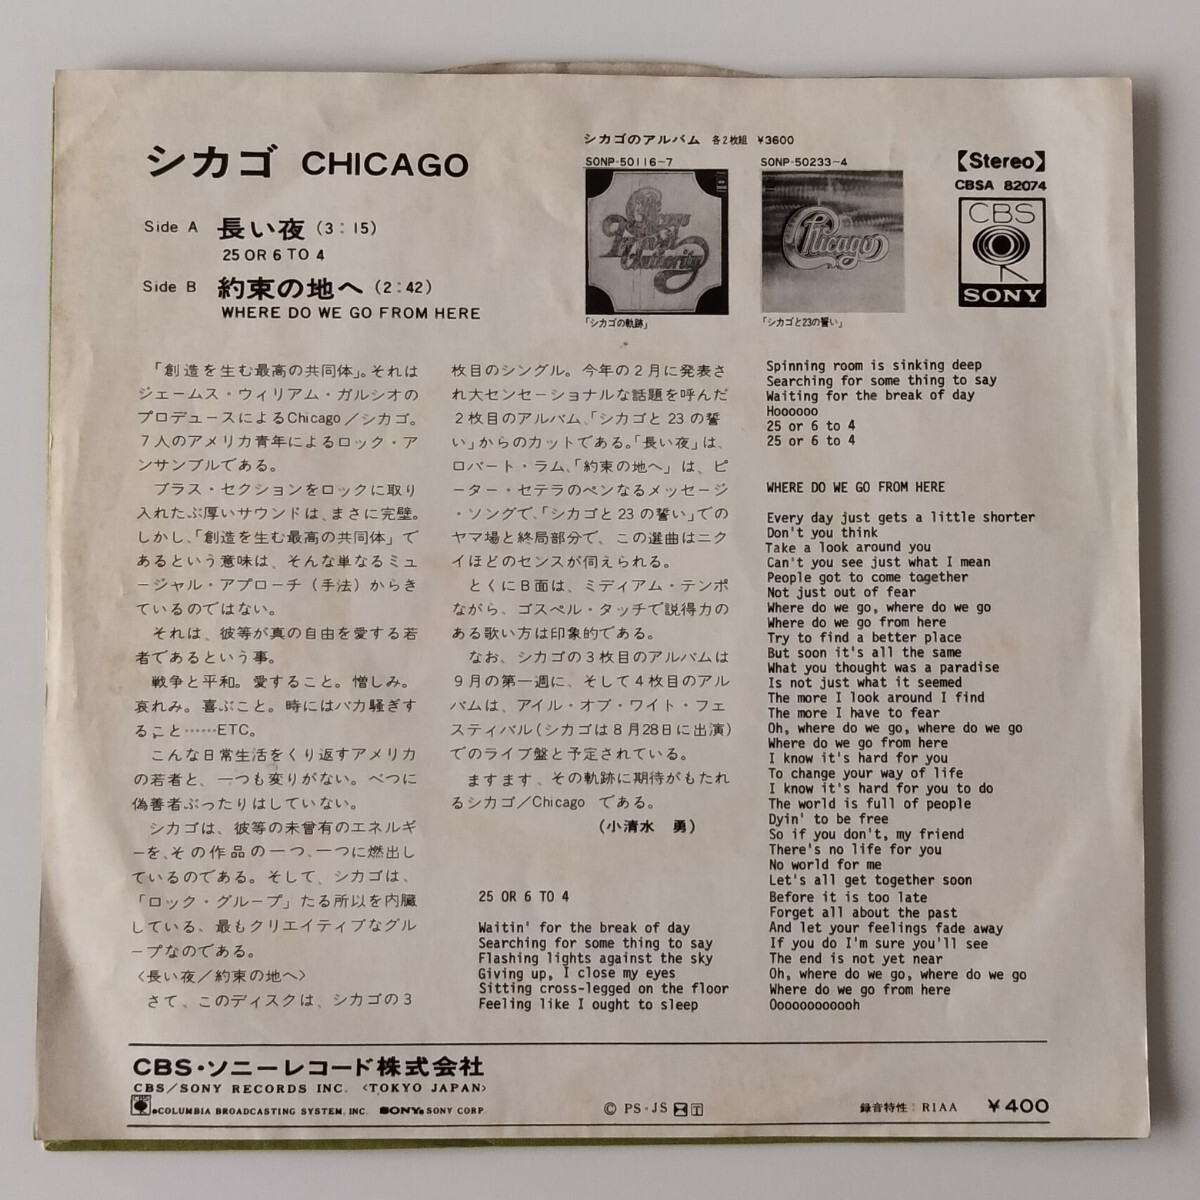 シカゴ CHICAGO
Side A 長い夜 (3:15)
25 OR 6 TO 4
Side B 約束の地へ (2:42)
WHERE DO WE GO FROM HERE
シカゴのアルバム 各2枚組 ¥3600
SONP-50116-7
SONP-50233-4
Chicago Transit Authority
Chicago
「シカゴの軌跡」
「シカゴと23の誓い」
【Stereo】
CBSA 82074
CBS
SONY
「創造を生む最高の共同体」。それは
ジェームス・ウィリアム・ガルシオの
プロデュースによるChicago/シカゴ。
7人のアメリカ青年によるロック・ア
ンサンブルである。
ブラス・セクションをロックに取り
入れたぶ厚いサウンドは、まさに完璧。
しかし、「創造を生む最高の共同体」で
あるという意味は、そんな単なるミュ
ージャル・アプローチ(手法)からき
ているのではない。
それは、彼等が真の自由を愛する若
者であるという事。
戦争と平和。愛すること。憎しみ。
哀れみ。喜ぶこと。時にはバカ騒ぎす
ること……ETC。
こんな日常生活をくり返すアメリカ
の若者と、一つも変りがない。べつに
偽善者ぶったりはしていない。
シカゴは、彼等の未曾有のエネルギ
ーを、その作品の一つ、一つに燃出し
ているのである。そして、シカゴは、
「ロック・グループ」たる所以を内臓
している、最もクリエイティブなグル
ープなのである。
〈長い夜/約束の地へ〉
さて、このディスクは、シカゴの3
枚目のシングル。今年の2月に発表さ
れ大センセーショナルな話題を呼んだ
2枚目のアルバム、「シカゴと23の誓
い」からのカットである。「長い夜」は、
ロバート・ラム、「約束の地へ」は、ピ
ーター・セテラのペンなるメッセージ
・ソングで、「シカゴと23の誓い」での
ヤマ場と終局部分で、この選曲はニク
イほどのセンスが伺えられる。
とくにB面は、ミディアム・テンポ
ながら、ゴスペル・タッチで説得力の
ある歌い方は印象的である。
なお、シカゴの3枚目のアルバムは
9月の第一週に、そして4枚目のアル
バムは、アイル・オブ・ワイト・フェ
スティバル(シカゴは8月28日に出演)
でのライブ盤と予定されている。
ますます、その軌跡に期待がもたれ
るシカゴ/Chicago である。
(小清水 勇)
25 OR 6 TO 4
Waitin' for the break of day
Searching for some thing to say
Flashing lights against the sky
Giving up, I close my eyes
Sitting cross-legged on the floor
Feeling like I ought to sleep
Spinning room is sinking deep
Searching for some thing to say
Waiting for the break of day
Hoooooo
25 or 6 to 4
25 or 6 to 4
WHERE DO WE GO FROM HERE
Every day just gets a little shorter
Don't you think
Take a look around you
Can't you see just what I mean
People got to come together
Not just out of fear
Where do we go, where do we go
Where do we go from here
Try to find a better place
But soon it's all the same
What you thought was a paradise
Is not just what it seemed
The more I look around I find
The more I have to fear
Oh, where do we go, where do we go
Where do we go from here
I know it's hard for you
To change your way of life
I know it's hard for you to do
The world is full of people
Dyin' to be free
So if you don't, my friend
There's no life for you
No world for me
Let's all get together soon
Before it is too late
Forget all about the past
And let your feelings fade away
If you do I'm sure you'll see
The end is not yet near
Oh, where do we go, where do we go
Where do we go from here
Ooooooooooooh
CBS・ソニーレコード株式会社
CBS/SONY RECORDS INC. 〈TOKYO JAPAN〉
CBS ●COLUMBIA BROADCASTING SYSTEM, INC. SONY® SONY CORP.
© PS・JS T
録音特性: RIAA ¥400